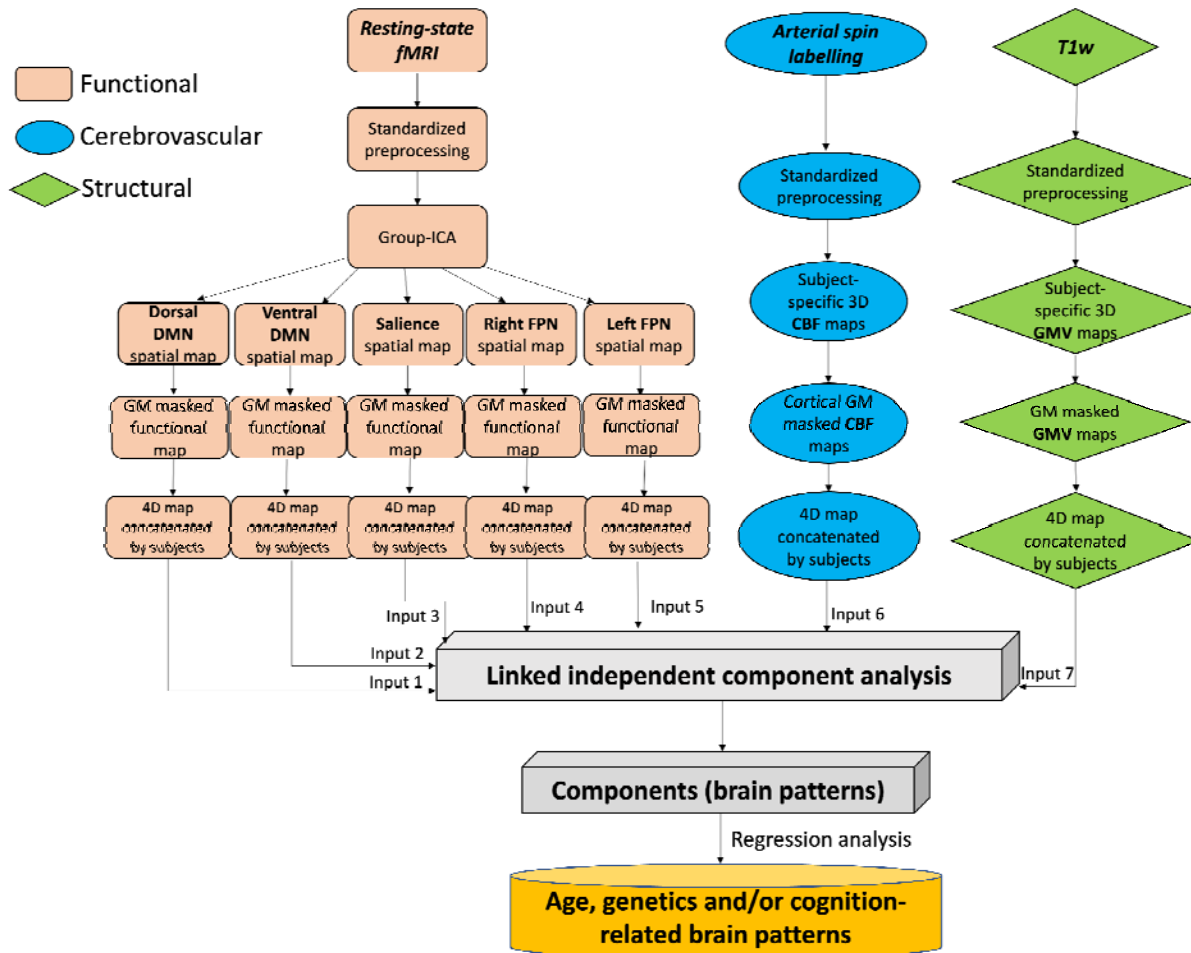 Resting-state
fMRI
Arterial spin
labelling
T1w
Functional
Cerebrovascular
Structural
Standardized
preprocessing
Standardized
preprocessing
Standardized
preprocessing
Group-ICA
Subject-
specific 3D
CBF maps
Subject-
specific 3D
GMV maps
Dorsal
DMN
spatial map
Ventral
DMN
spatial map
Salience
spatial map
Right FPN
spatial map
Left FPN
spatial map
GM masked
functional
map
GM masked
functional
map
GM masked
functional
map
GM masked
functional
map
GM masked
functional
map
Cortical GM
masked CBF
maps
GM masked
GMV maps
4D map
concatenated
by subjects
4D map
concatenated
by subjects
4D map
concatenated
by subjects
4D map
concatenated
by subjects
4D map
concatenated
by subjects
4D map
concatenated
by subjects
4D map
concatenated
by subjects
Input 3
Input 4
Input 5
Input 6
Input 2
Input 1
Input 7
Linked independent component analysis
Components (brain patterns)
Regression analysis
Age, genetics and/or cognition-
related brain patterns